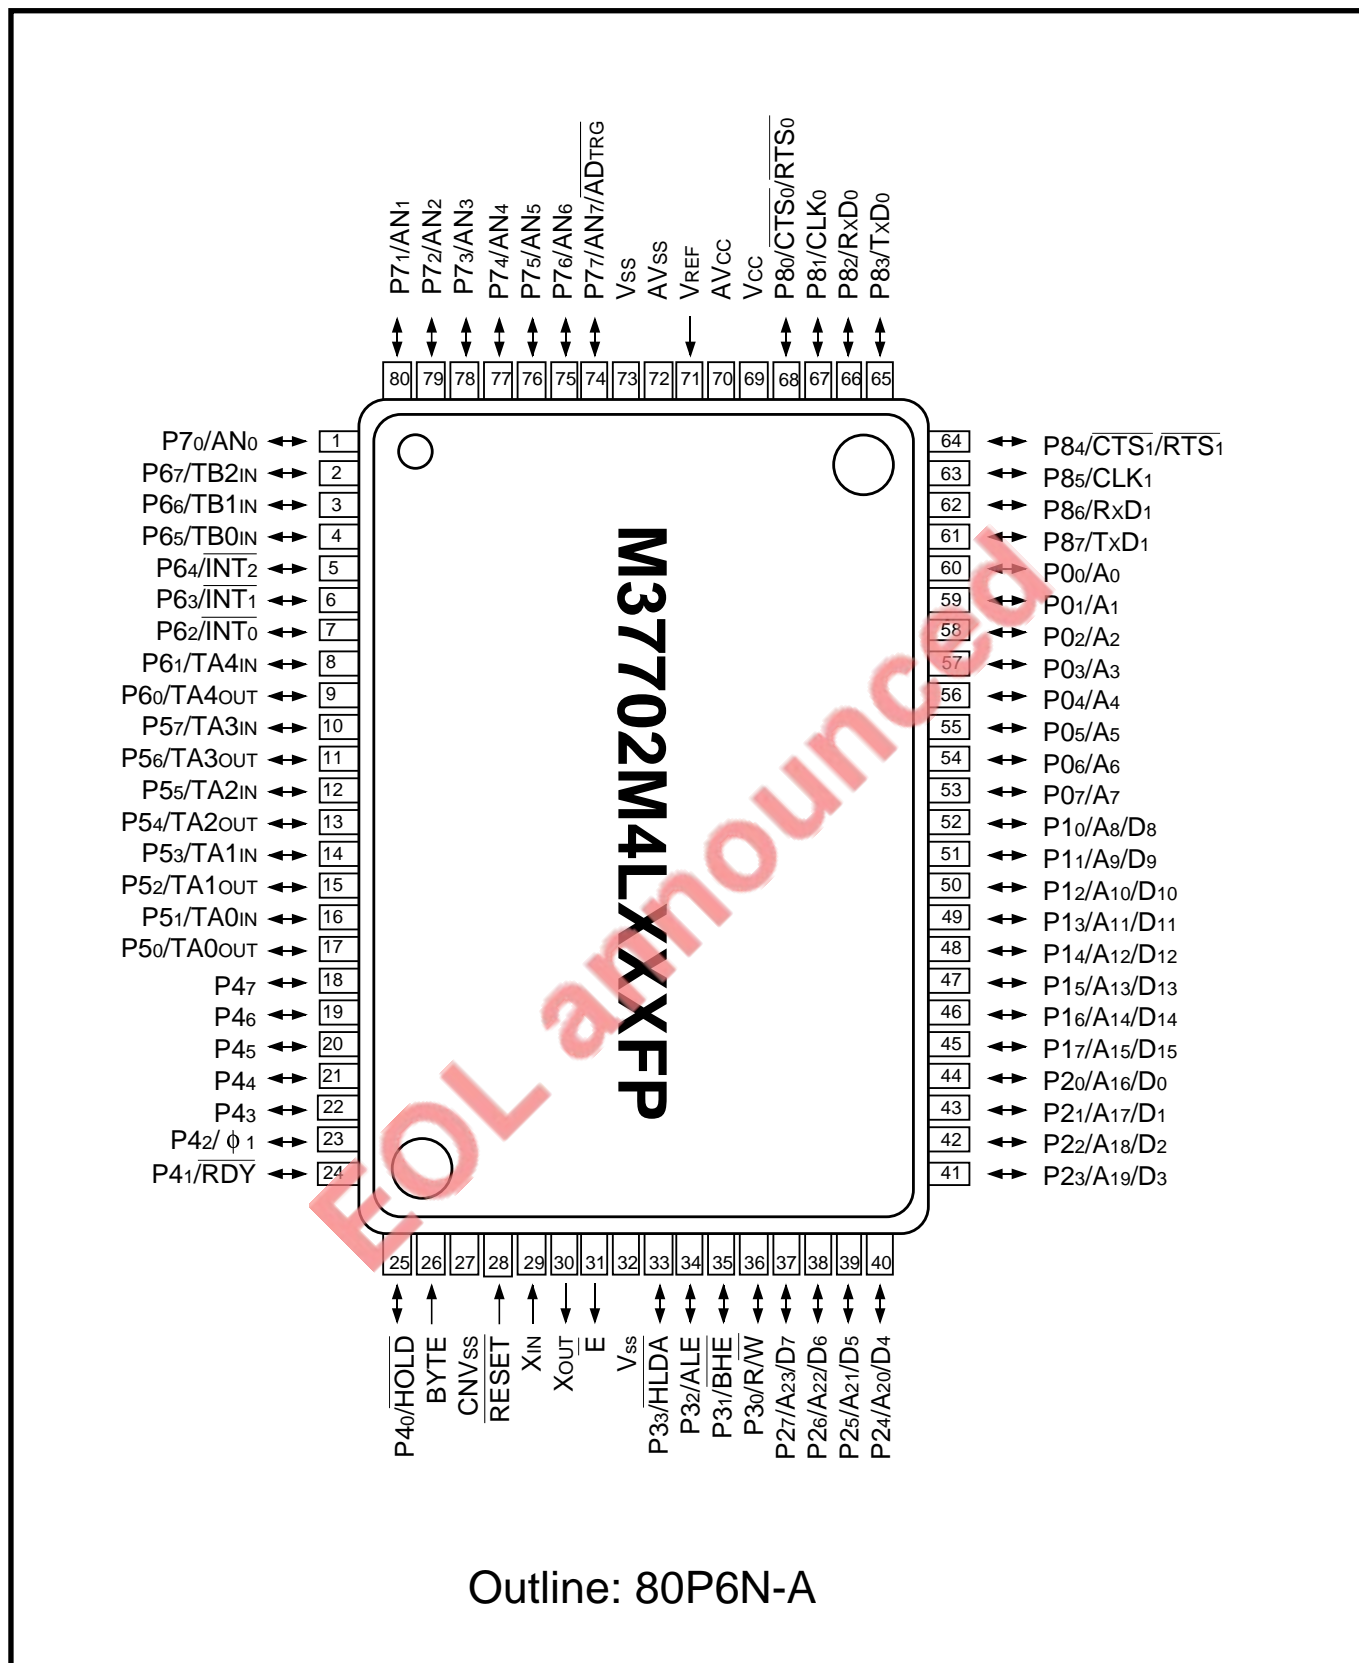 P71/AN1
P72/AN2
P73/AN3
P74/AN4
P75/AN5
P76/AN6
P77/AN7/ADTRG
VSS
AVSS
VREF
AVCC
VCC
P80/CTS0/RTS0
P81/CLK0
P82/RXD0
P83/TXD0
80 79 78 77 76 75 74 73 72 71 70 69 68 67 66 65
P70/AN0 1
P67/TB2IN 2
P66/TB1IN 3
P65/TB0IN 4
P64/INT2 5
P63/INT1 6
P62/INT0 7
P61/TA4IN 8
P60/TA4OUT 9
P57/TA3IN 10
P56/TA3OUT 11
P55/TA2IN 12
P54/TA2OUT 13
P53/TA1IN 14
P52/TA1OUT 15
P51/TA0IN 16
P50/TA0OUT 17
P47 18
P46 19
P45 20
P44 21
P43 22
P42/ϕ1 23
P41/RDY 24
M37702M4LXXXFP
EOL announced
64 P84/CTS1/RTS1
63 P85/CLK1
62 P86/RXD1
61 P87/TXD1
60 P00/A0
59 P01/A1
58 P02/A2
57 P03/A3
56 P04/A4
55 P05/A5
54 P06/A6
53 P07/A7
52 P10/A8/D8
51 P11/A9/D9
50 P12/A10/D10
49 P13/A11/D11
48 P14/A12/D12
47 P15/A13/D13
46 P16/A14/D14
45 P17/A15/D15
44 P20/A16/D0
43 P21/A17/D1
42 P22/A18/D2
41 P23/A19/D3
25 26 27 28 29 30 31 32 33 34 35 36 37 38 39 40
P40/HOLD
BYTE
CNVSS
RESET
XIN
XOUT
E
Vss
P33/HLDA
P32/ALE
P31/BHE
P30/R/W
P27/A23/D7
P26/A22/D6
P25/A21/D5
P24/A20/D4
Outline: 80P6N-A